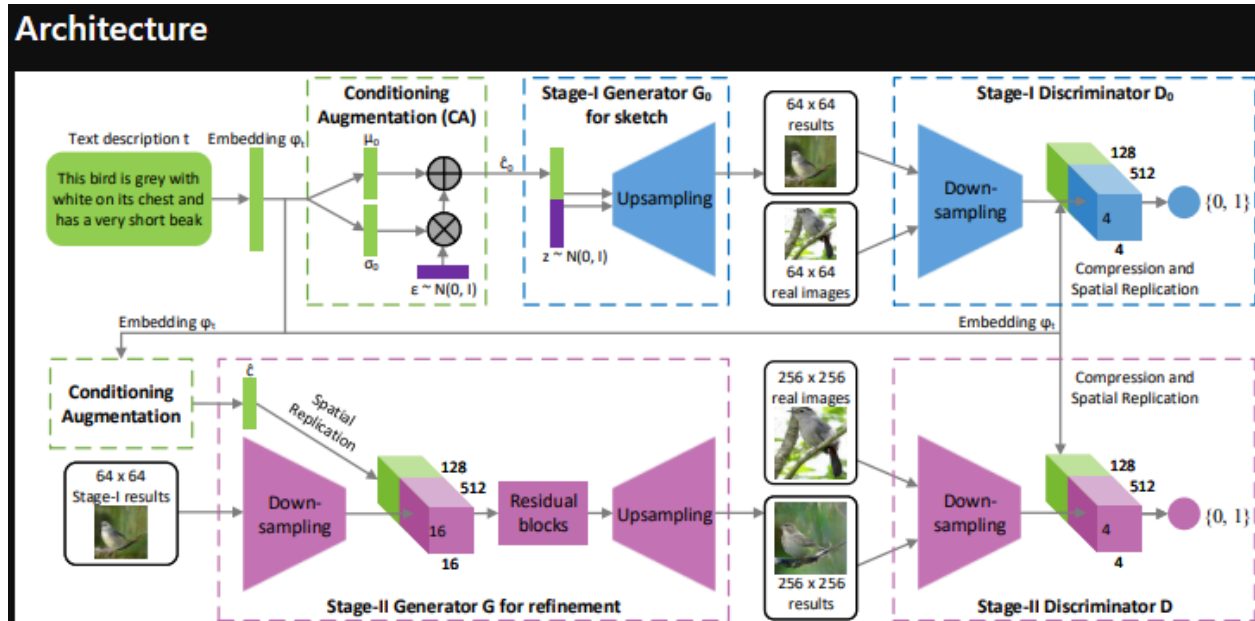 Architecture
Text description t
This bird is grey with
white on its chest and
has a very short beak
Embedding φₜ
Conditioning
Augmentation (CA)
μ₀
σ₀
ε ~ N(0, I)
ĉ₀
Stage-I Generator G₀
for sketch
Upsampling
z ~ N(0, I)
64 x 64
results
64 x 64
real images
Stage-I Discriminator D₀
Down-
sampling
128
512
4
4
{0, 1}
Compression and
Spatial Replication
Embedding φₜ
Embedding φₜ
Conditioning
Augmentation
64 x 64
Stage-I results
ĉ
Spatial
Replication
Down-
sampling
128
512
16
16
Residual
blocks
Upsampling
Stage-II Generator G for refinement
256 x 256
real images
256 x 256
results
Compression and
Spatial Replication
Down-
sampling
128
512
4
4
{0, 1}
Stage-II Discriminator D